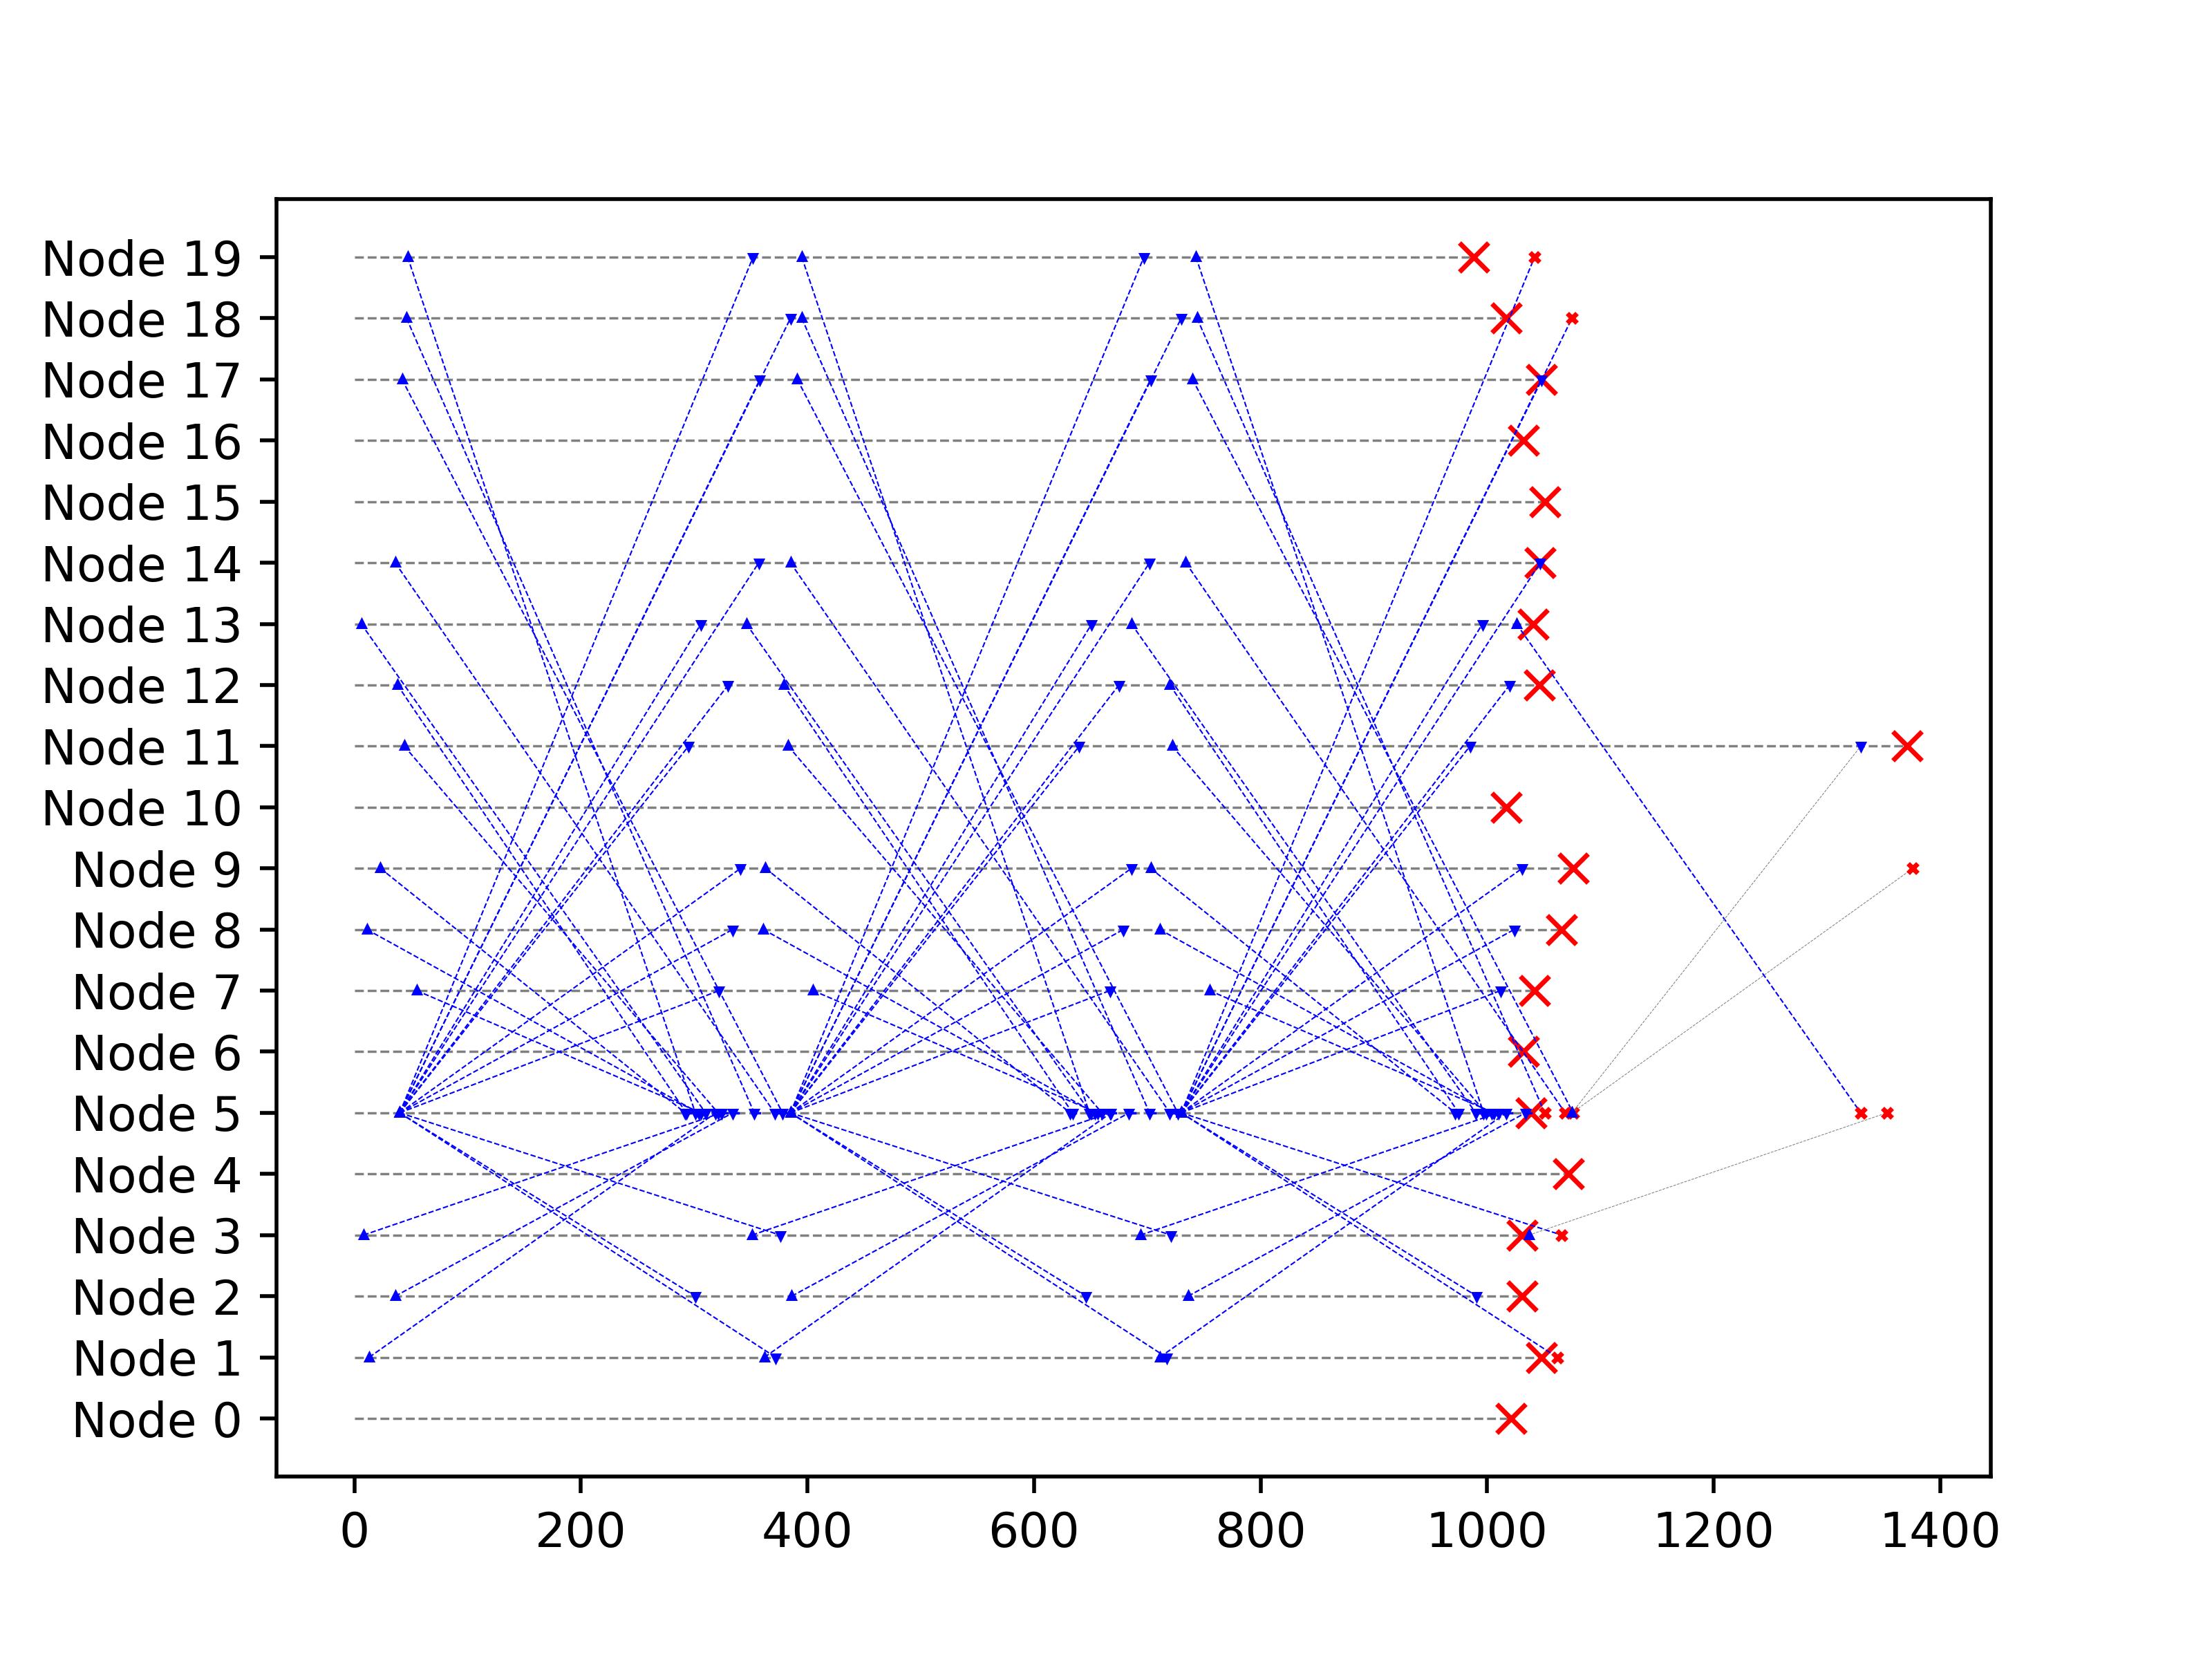 Node 19
Node 18
Node 17
Node 16
Node 15
Node 14
Node 13
Node 12
Node 11
Node 10
Node 9
Node 8
Node 7
Node 6
Node 5
Node 4
Node 3
Node 2
Node 1
Node 0
0 200 400 600 800 1000 1200 1400